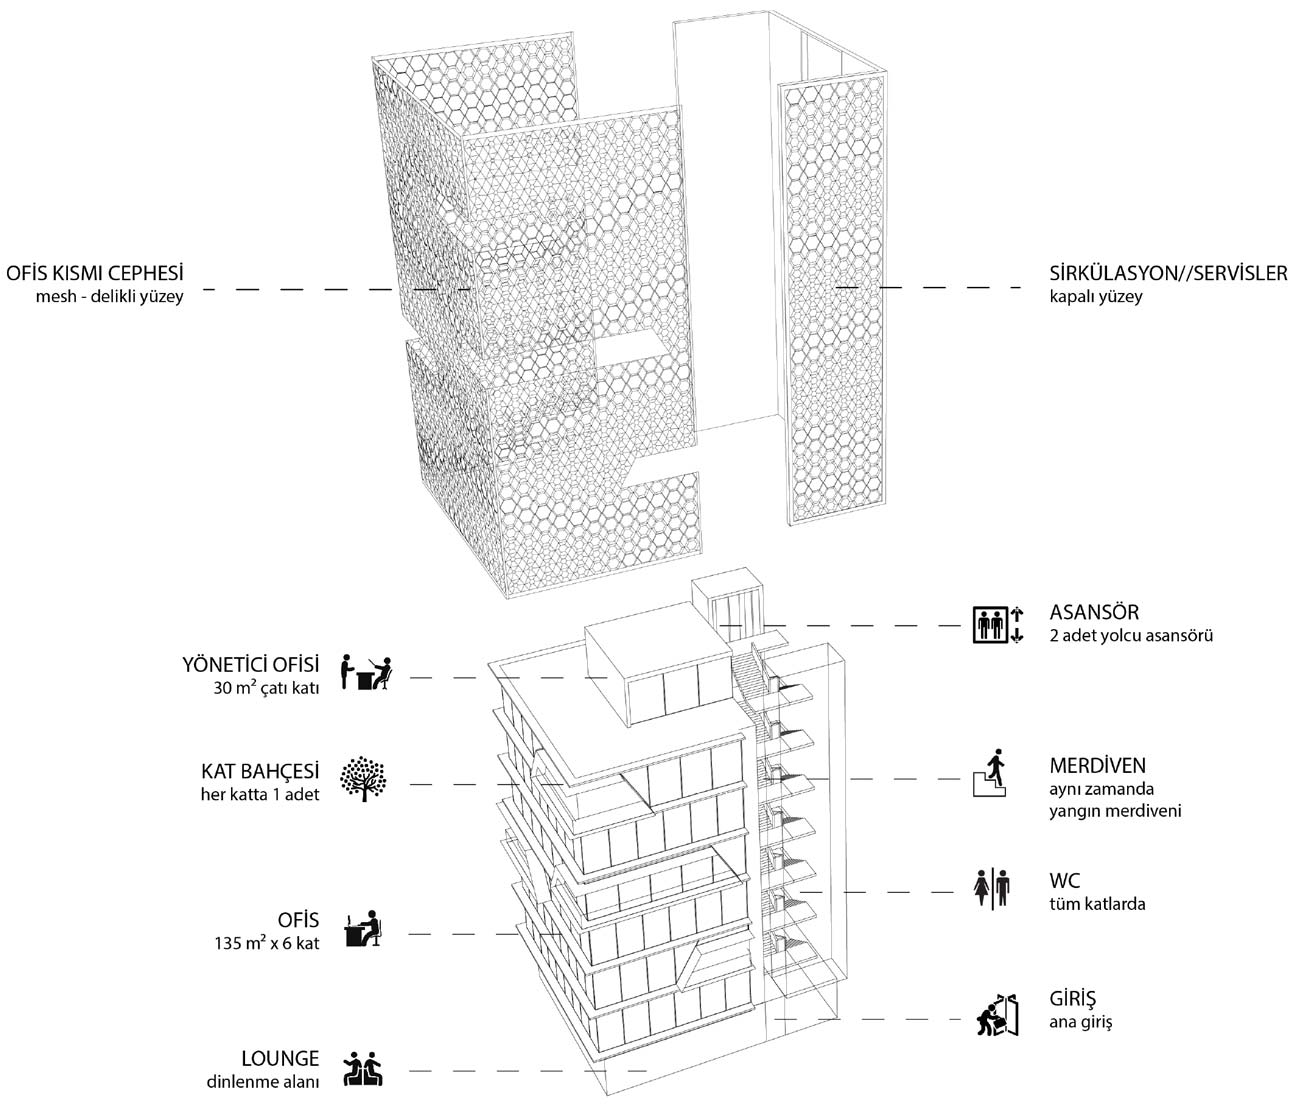 OFİS KISMI CEPHESİ
mesh - delikli yüzey
SİRKÜLASYON//SERVİSLER
kapalı yüzey
ASANSÖR
2 adet yolcu asansörü
YÖNETİCİ OFİSİ
30 m² çatı katı
KAT BAHÇESİ
her katta 1 adet
MERDİVEN
aynı zamanda
yangın merdiveni
WC
tüm katlarda
OFİS
135 m² x 6 kat
GİRİŞ
ana giriş
LOUNGE
dinlenme alanı